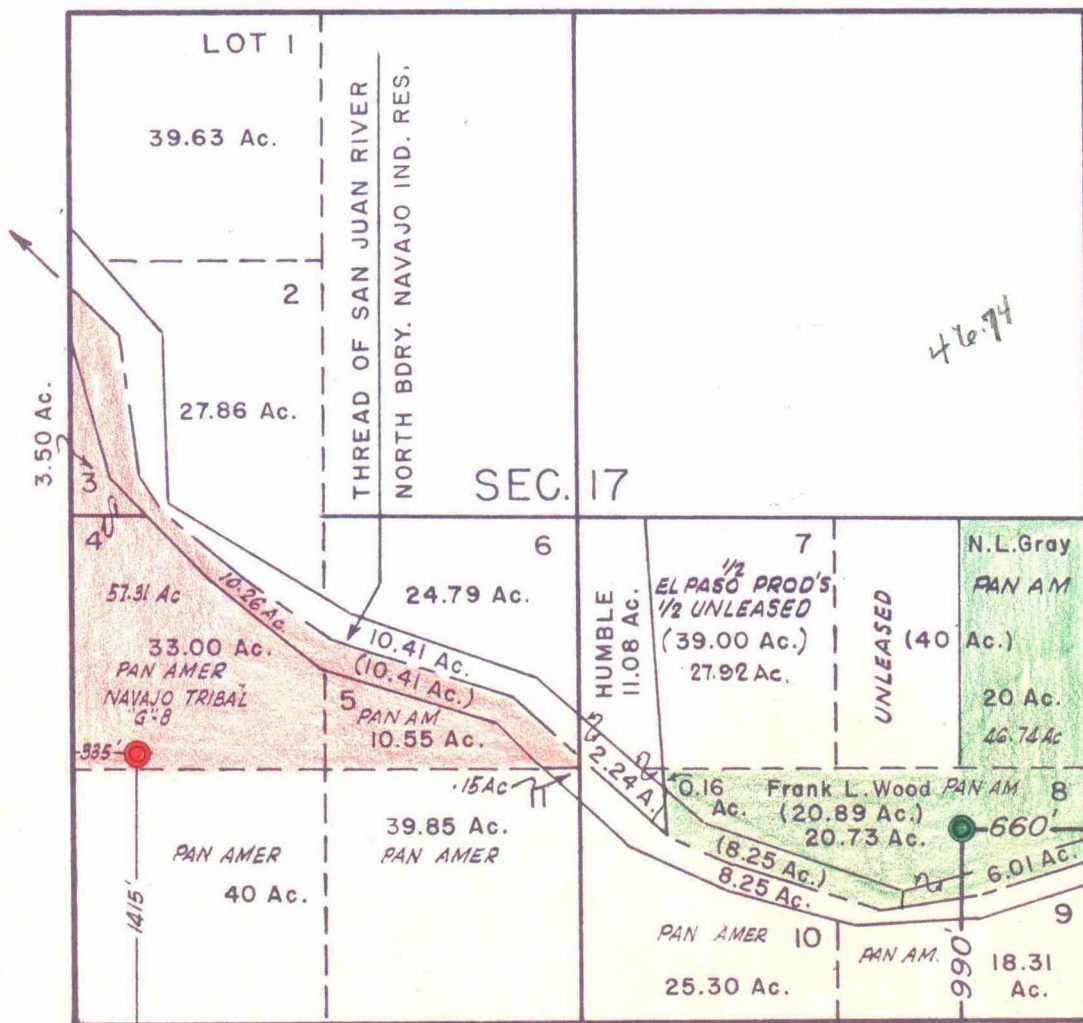 LOT 1
39.63 Ac.
THREAD OF SAN JUAN RIVER
NORTH BDRY. NAVAJO IND. RES.
2
27.86 Ac.
46.74
3.50 Ac.
3
SEC. 17
4
57.31 Ac
10.26 Ac.
33.00 Ac.
PAN AMER
NAVAJO TRIBAL
"G" 8
335'
6
24.79 Ac.
10.41 Ac.
(10.41 Ac.)
5
PAN AM
10.55 Ac.
HUMBLE
11.08 Ac.
7
1/2
EL PASO PROD'S
1/2 UNLEASED
(39.00 Ac.)
27.92 Ac.
UNLEASED
(40 Ac.)
N.L.Gray
PAN AM
20 Ac.
46.74 Ac
.15 Ac
39.85 Ac.
PAN AMER
PAN AMER
40 Ac.
1415'
2.24 A.
0.16
Ac.
Frank L. Wood PAN AM
8
(20.89 Ac.)
20.73 Ac.
660'
(8.25 Ac.)
8.25 Ac.
6.01 Ac.
9
PAN AMER
10
25.30 Ac.
PAN AM.
990'
18.31
Ac.